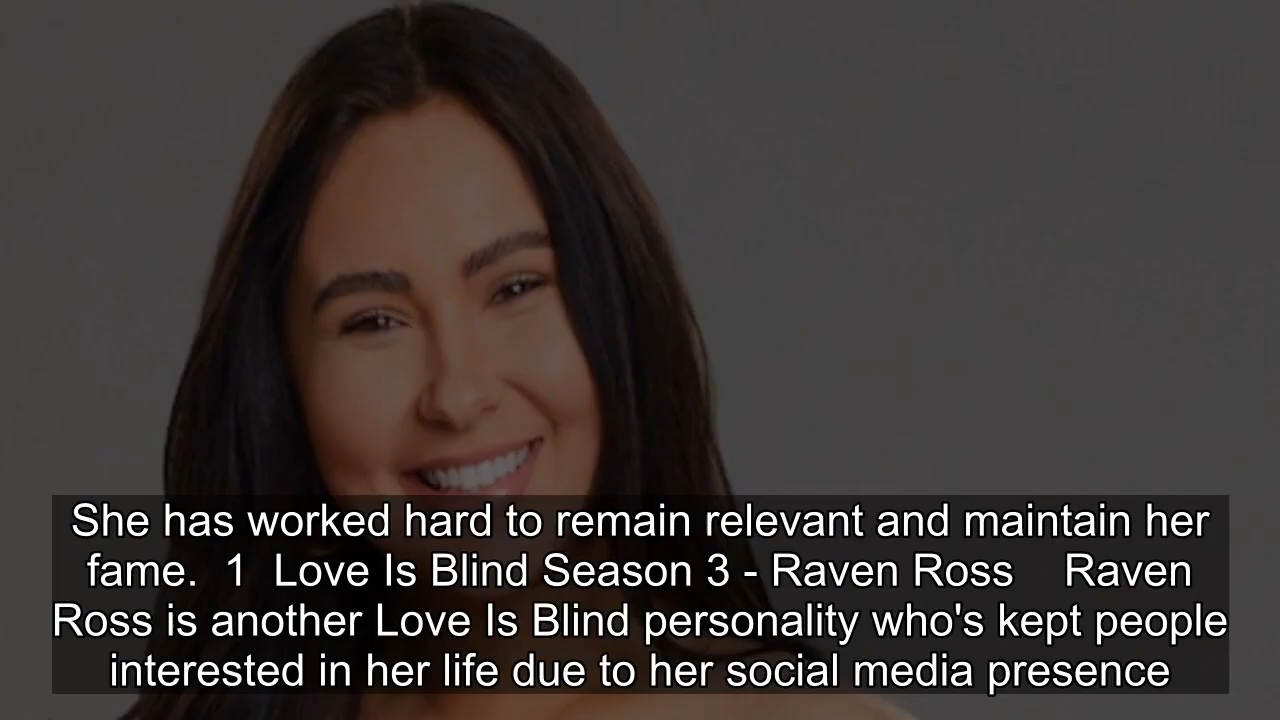 She has worked hard to remain relevant and maintain her
fame.  1  Love Is Blind Season 3 - Raven Ross    Raven
Ross is another Love Is Blind personality who's kept people
interested in her life due to her social media presence